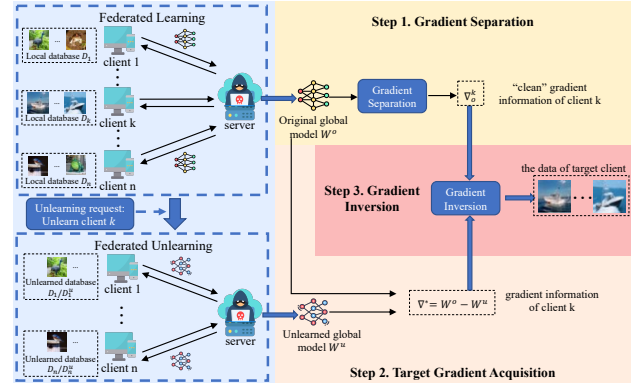 Federated Learning
...
Local database D₁
client 1
...
Local database Dₖ
client k
...
Local database Dₙ
client n
server
Step 1. Gradient Separation
Original global
model Wᵒ
Gradient
Separation
∇ₒᵏ
“clean” gradient
information of client k
Step 3. Gradient
Inversion
Gradient
Inversion
the data of target client
Unlearning request:
Unlearn client k
Federated Unlearning
...
Unlearned database
D₁/D₁ᵘ
client 1
...
Unlearned database
Dₙ/Dₙᵘ
client n
server
Unlearned global
model Wᵘ
∇*= Wᵒ − Wᵘ
gradient information
of client k
Step 2. Target Gradient Acquisition